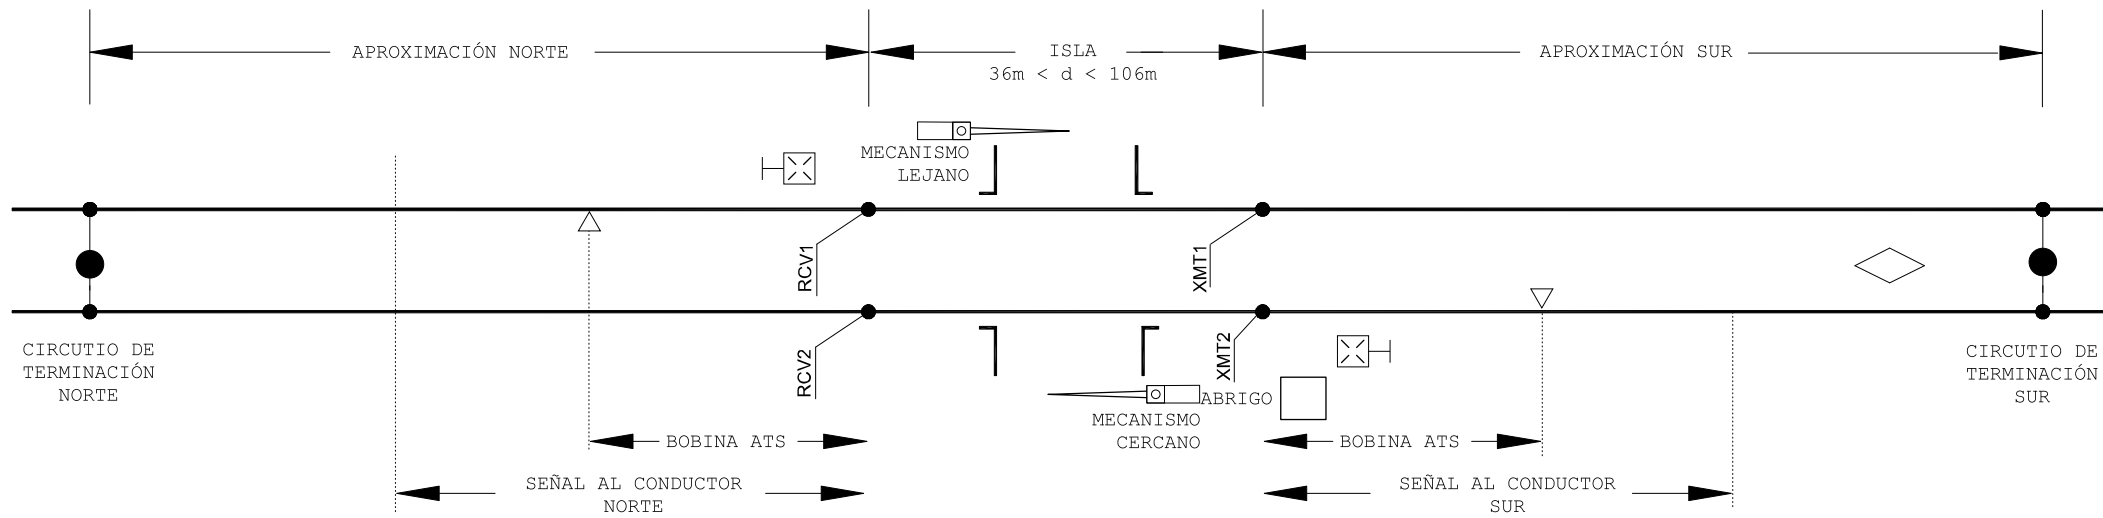 APROXIMACIÓN NORTE
ISLA
36m < d < 106m
APROXIMACIÓN SUR
MECANISMO
LEJANO
RCV1
XMT1
RCV2
XMT2
CIRCUTIO DE
TERMINACIÓN
NORTE
CIRCUTIO DE
TERMINACIÓN
SUR
ABRIGO
MECANISMO
CERCANO
BOBINA ATS
BOBINA ATS
SEÑAL AL CONDUCTOR
NORTE
SEÑAL AL CONDUCTOR
SUR